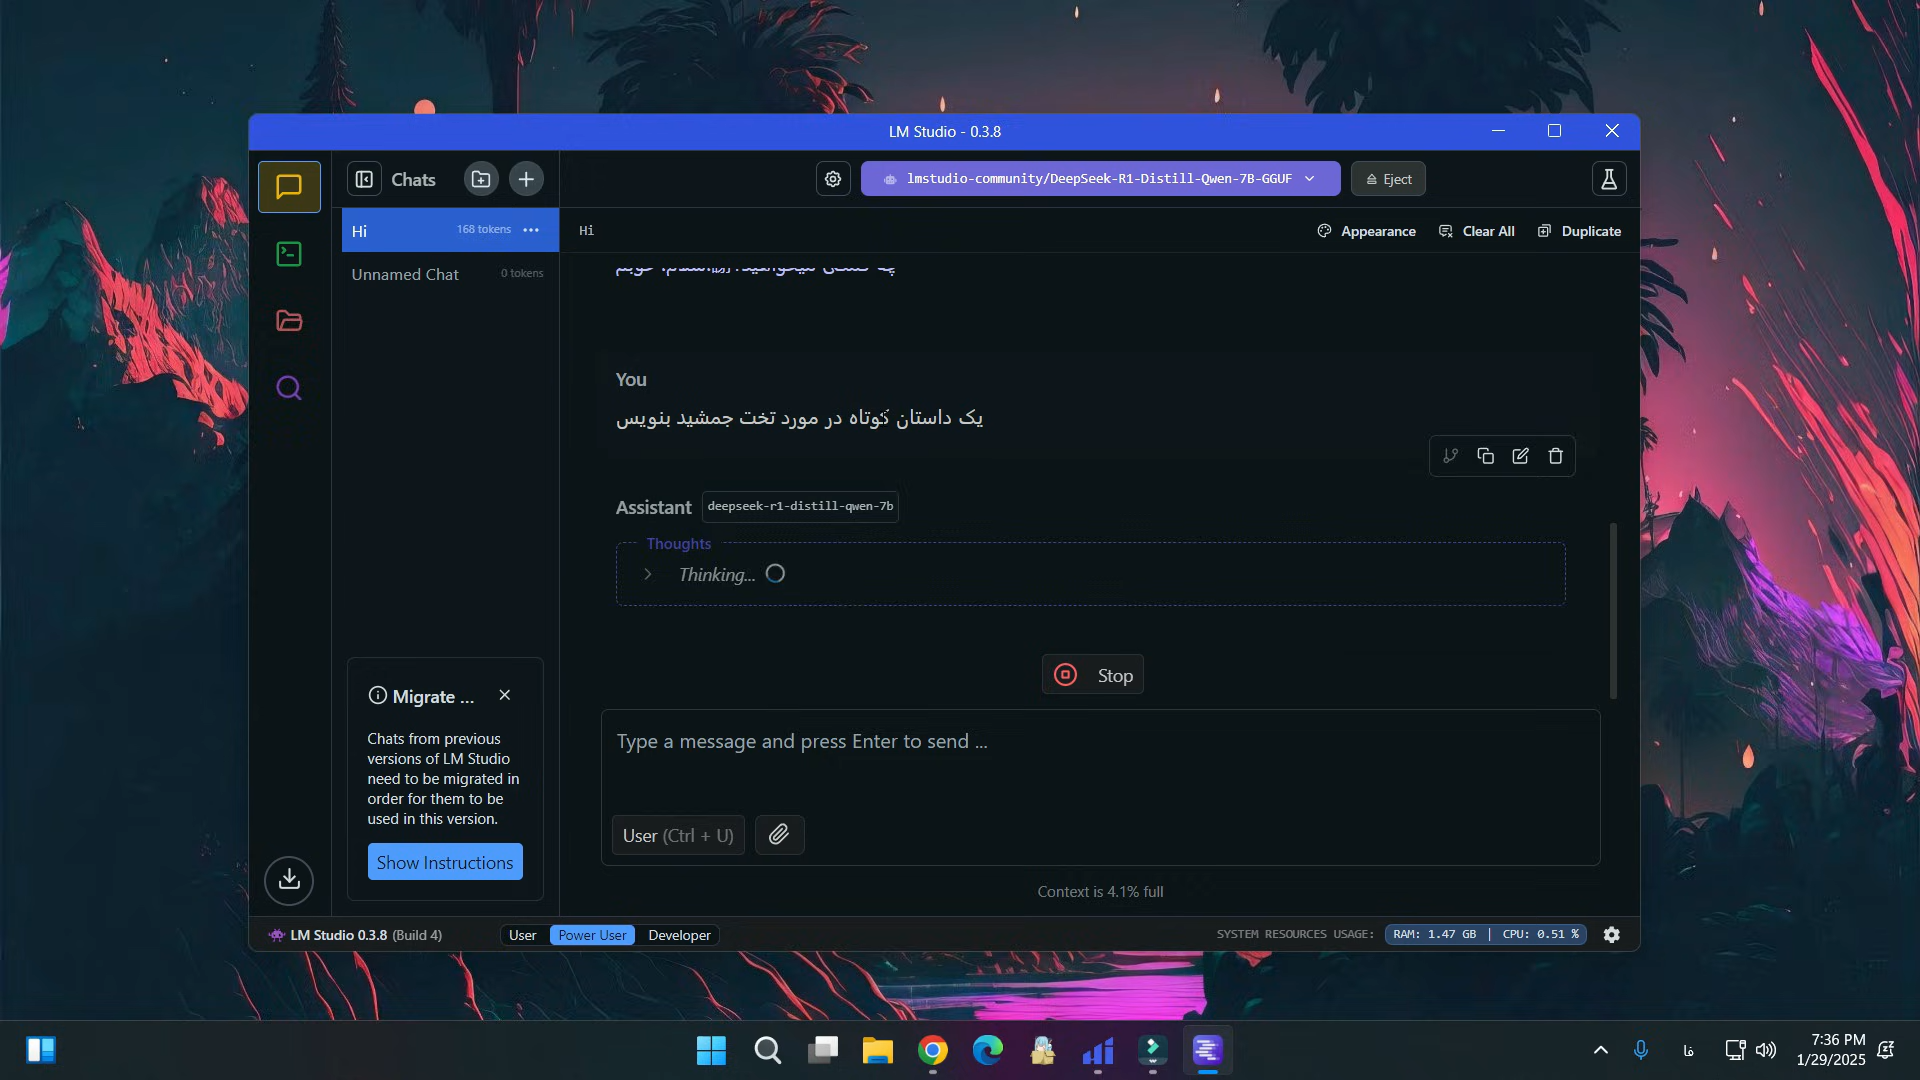 LM Studio - 0.3.8
Chats
lmstudio-community/DeepSeek-R1-Distill-Qwen-7B-GGUF
Eject
Hi
168 tokens
Hi
Appearance
Clear All
Duplicate
Unnamed Chat
0 tokens
You
یک داستان کوتاه در مورد تخت جمشید بنویس
Assistant
deepseek-r1-distill-qwen-7b
Thoughts
Thinking...
Stop
Migrate ...
Chats from previous
versions of LM Studio
need to be migrated in
order for them to be
used in this version.
Show Instructions
Type a message and press Enter to send ...
User (Ctrl + U)
Context is 4.1% full
LM Studio 0.3.8 (Build 4)
User
Power User
Developer
SYSTEM RESOURCES USAGE:
RAM: 1.47 GB | CPU: 0.51 %
فا
7:36 PM
1/29/2025